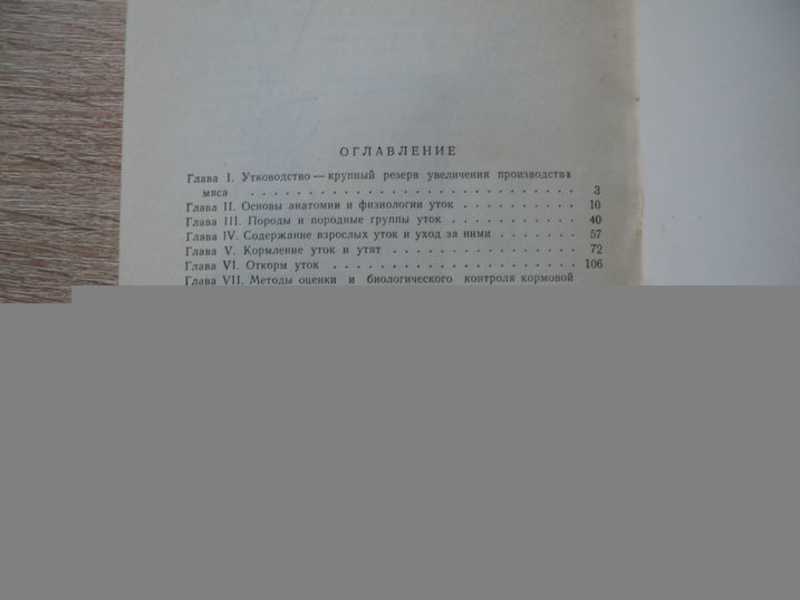 ОГЛАВЛЕНИЕ
Глава I. Утководство — крупный резерв увеличения производства
мяса . . . . . . . . . . . . . . . . . . . . . . . . . . . 3
Глава II. Основы анатомии и физиологии уток . . . . . . . . . . 10
Глава III. Породы и породные группы уток . . . . . . . . . . . 40
Глава IV. Содержание взрослых уток и уход за ними . . . . . . . 57
Глава V. Кормление уток и утят . . . . . . . . . . . . . . . . 72
Глава VI. Откорм уток . . . . . . . . . . . . . . . . . . . . . 106
Глава VII. Методы оценки и биологического контроля кормовой